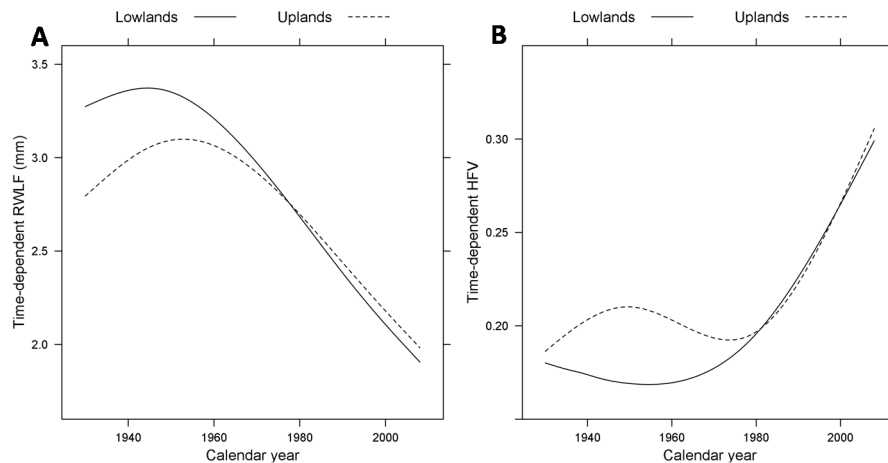 Lowlands Uplands
A
3.5
3.0
2.5
2.0
Time-dependent RWLF (mm)
1940 1960 1980 2000
Calendar year
Lowlands Uplands
B
0.30
0.25
0.20
Time-dependent HFV
1940 1960 1980 2000
Calendar year